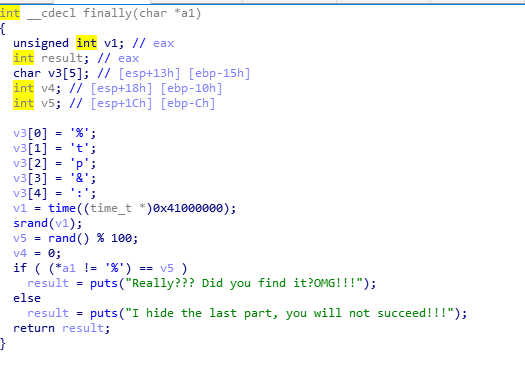 int __cdecl finally(char *a1)
{
  unsigned int v1; // eax
  int result; // eax
  char v3[5]; // [esp+13h] [ebp-15h]
  int v4; // [esp+18h] [ebp-10h]
  int v5; // [esp+1Ch] [ebp-Ch]

  v3[0] = '%';
  v3[1] = 't';
  v3[2] = 'p';
  v3[3] = '&';
  v3[4] = ':';
  v1 = time((time_t *)0x41000000);
  srand(v1);
  v5 = rand() % 100;
  v4 = 0;
  if ( (*a1 != '%') == v5 )
    result = puts("Really??? Did you find it?OMG!!!");
  else
    result = puts("I hide the last part, you will not succeed!!!");
  return result;
}